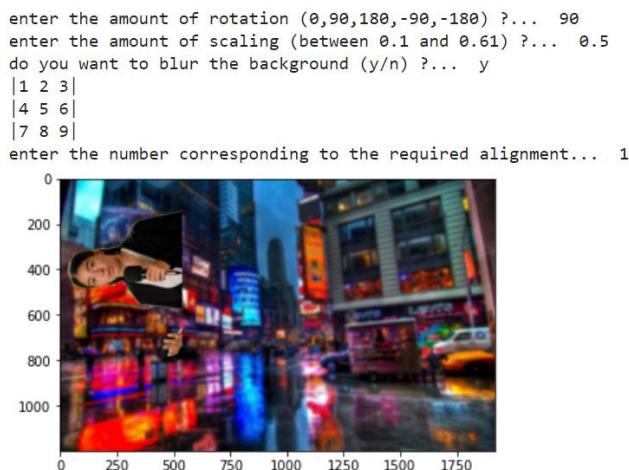 enter the amount of rotation (0,90,180,-90,-180) ?...  90
enter the amount of scaling (between 0.1 and 0.61) ?...  0.5
do you want to blur the background (y/n) ?...  y
|1 2 3|
|4 5 6|
|7 8 9|
enter the number corresponding to the required alignment...  1
0
200
400
600
800
1000
0 250 500 750 1000 1250 1500 1750